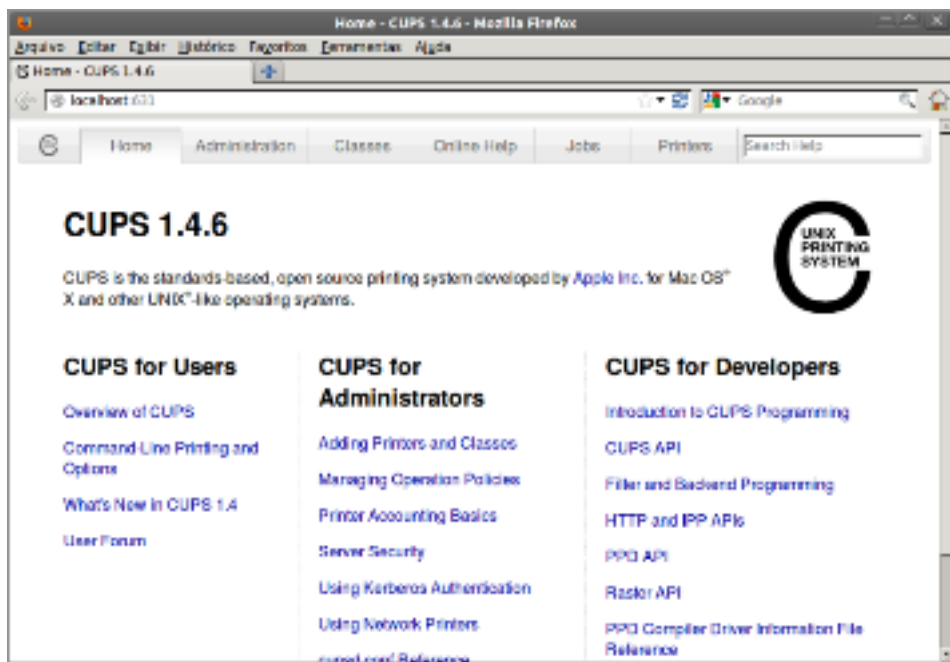 Home - CUPS 1.4.6 - Mozilla Firefox
Arquivo Editar Exibir Histórico Favoritos Ferramentas Ajuda
Home - CUPS 1.4.6
localhost:631
Google
Home Administration Classes Online Help Jobs Printers Search Help
CUPS 1.4.6
CUPS is the standards-based, open source printing system developed by Apple Inc. for Mac OS®
X and other UNIX®-like operating systems.
UNIX
PRINTING
SYSTEM
CUPS for Users
Overview of CUPS
Command-Line Printing and
Options
What's New in CUPS 1.4
User Forum
CUPS for
Administrators
Adding Printers and Classes
Managing Operation Policies
Printer Accounting Basics
Server Security
Using Kerberos Authentication
Using Network Printers
cupsd.conf Reference
CUPS for Developers
Introduction to CUPS Programming
CUPS API
Filter and Backend Programming
HTTP and IPP APIs
PPD API
Raster API
PPD Compiler Driver Information File
Reference